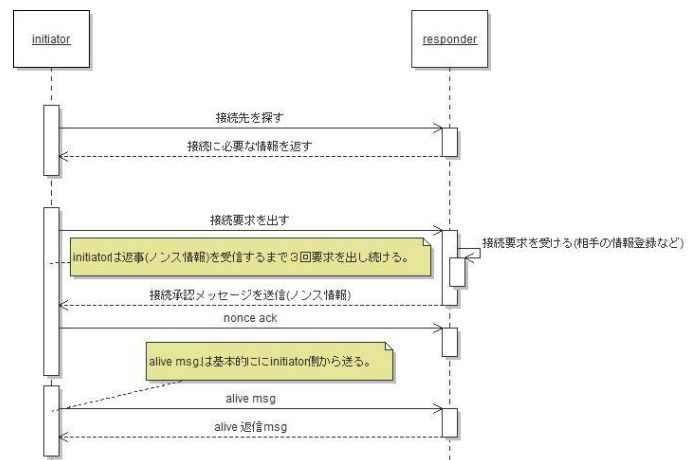 initiator
responder
接続先を探す
接続に必要な情報を返す
接続要求を出す
接続要求を受ける(相手の情報登録など)
initiatorは返事(ノンス情報)を受信するまで３回要求を出し続ける。
接続承認メッセージを送信(ノンス情報)
nonce ack
alive msgは基本的ににinitiator側から送る。
alive msg
alive 返信msg